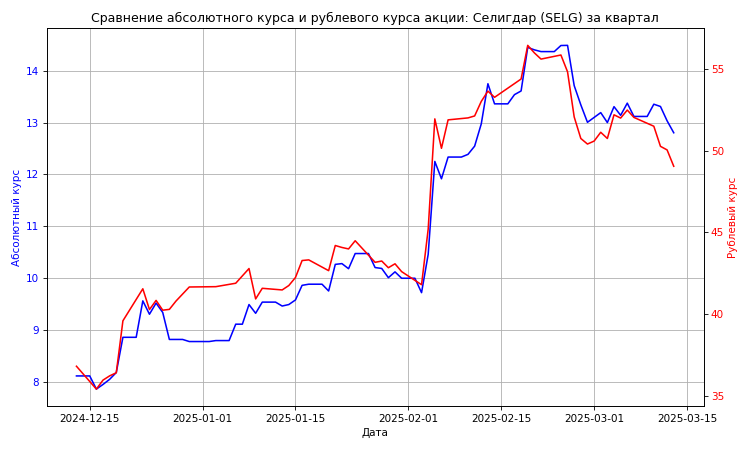 Сравнение абсолютного курса и рублевого курса акции: Селигдар (SELG) за квартал
Абсолютный курс
14
13
12
11
10
9
8
55
50
45
40
35
Рублевый курс
2024-12-15 2025-01-01 2025-01-15 2025-02-01 2025-02-15 2025-03-01 2025-03-15
Дата